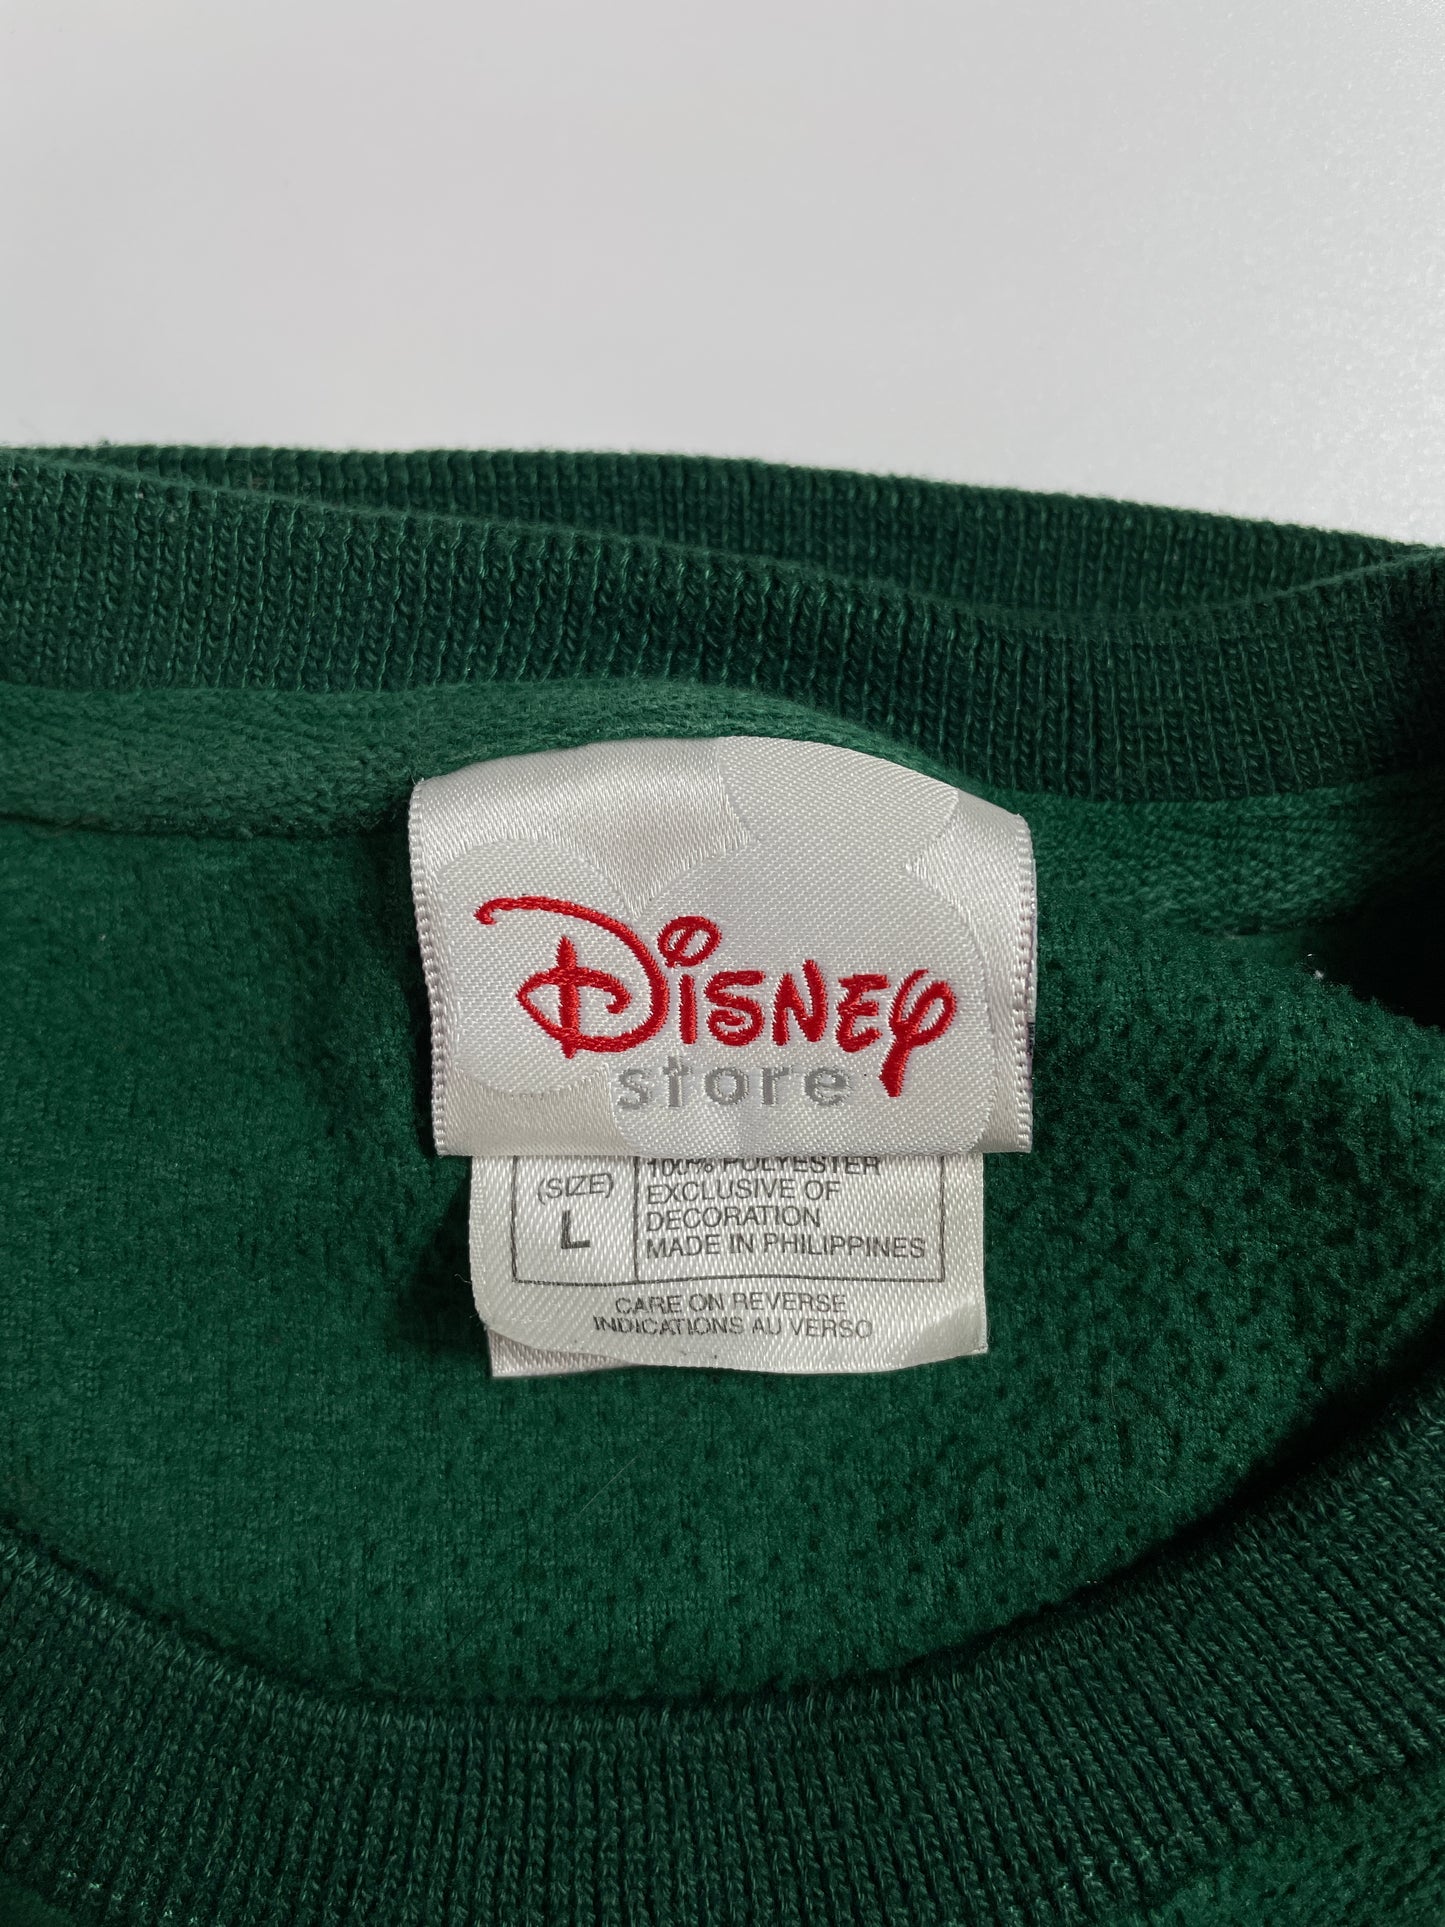 Disney
store
100% POLYESTER
(SIZE)
L
EXCLUSIVE OF
DECORATION
MADE IN PHILIPPINES
CARE ON REVERSE
INDICATIONS AU VERSO